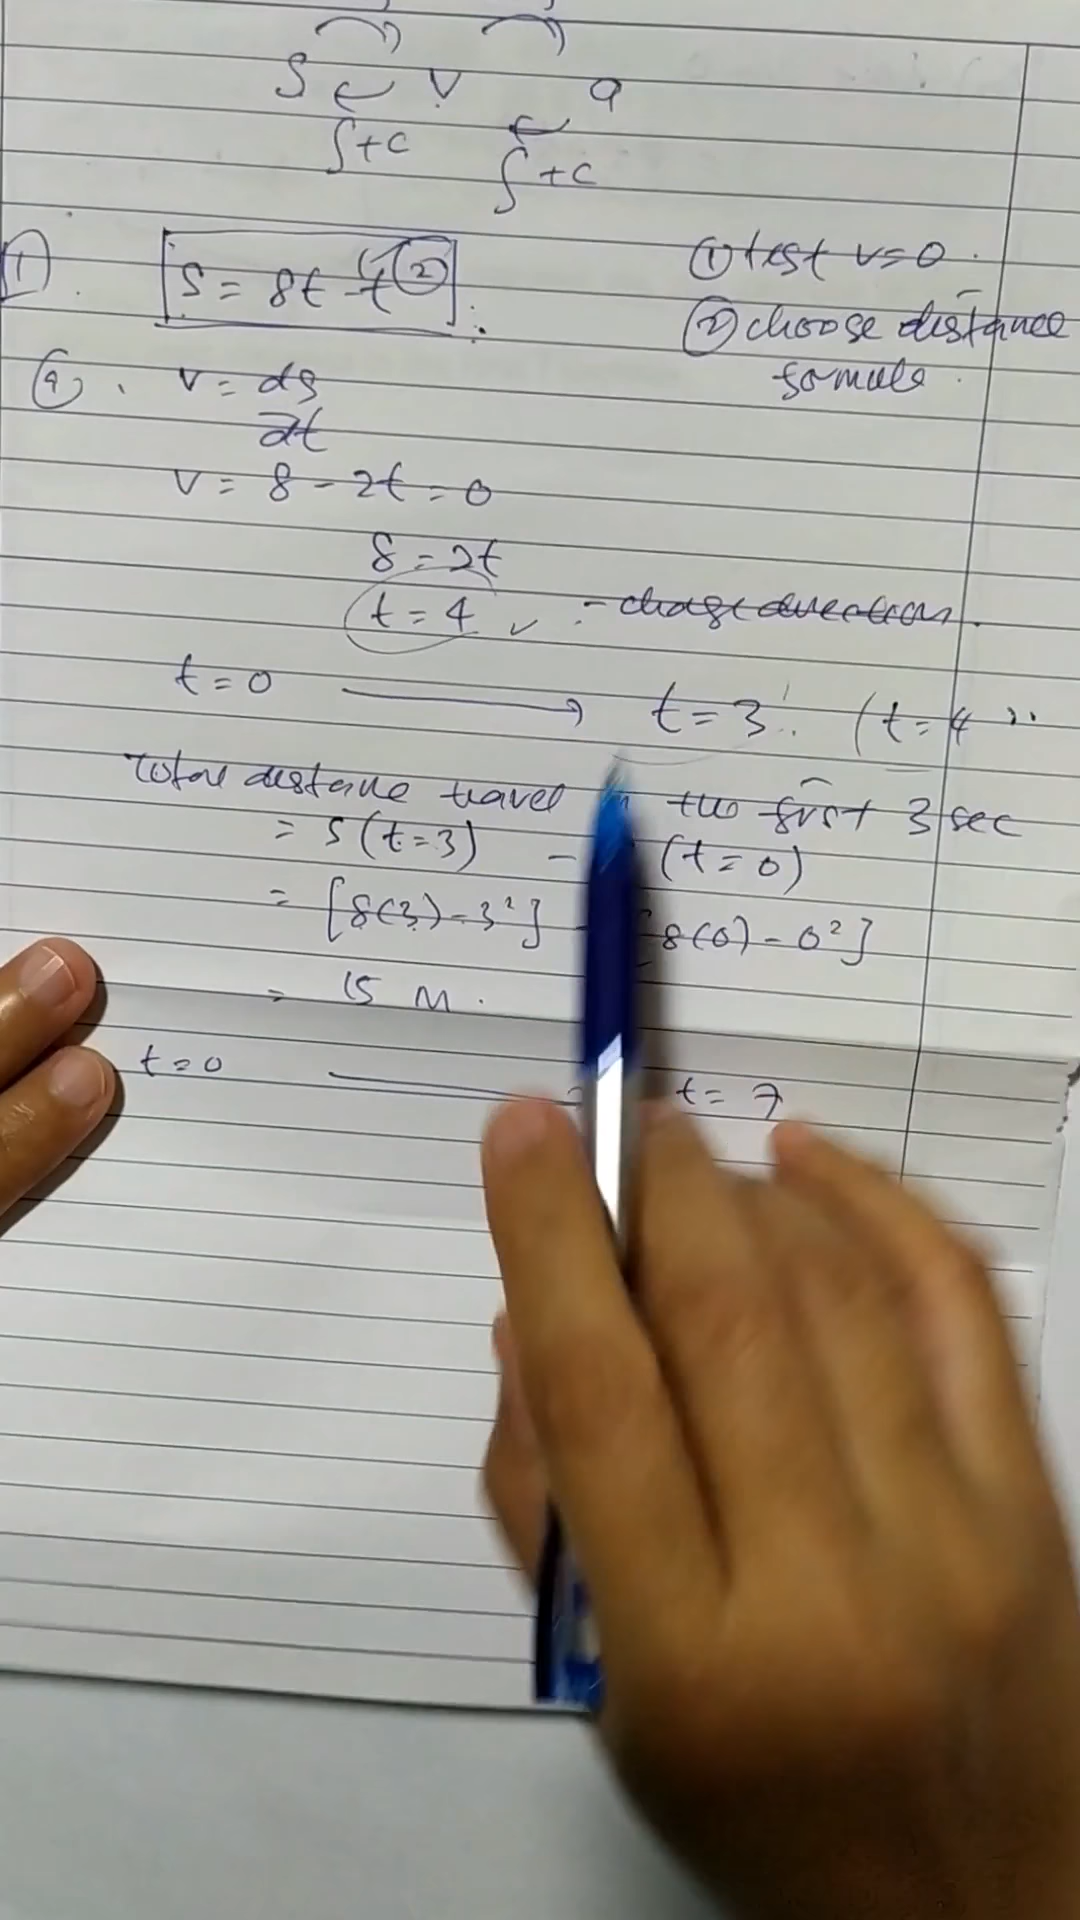 S v a
∫+c
∫+c
1
S = 8t - t²
① test v=0.
② choose distance
formula.
ⓐ. v = ds
dt
v = 8 - 2t = 0
8 = 2t
t = 4 ✓ :- change direction.
t=0 → t=3. (t=4
Total distance travel the first 3 sec
= S(t=3) - (t=0)
= [8(3)-3²] - [8(0)-0²]
= 15 m.
t=0 t=7